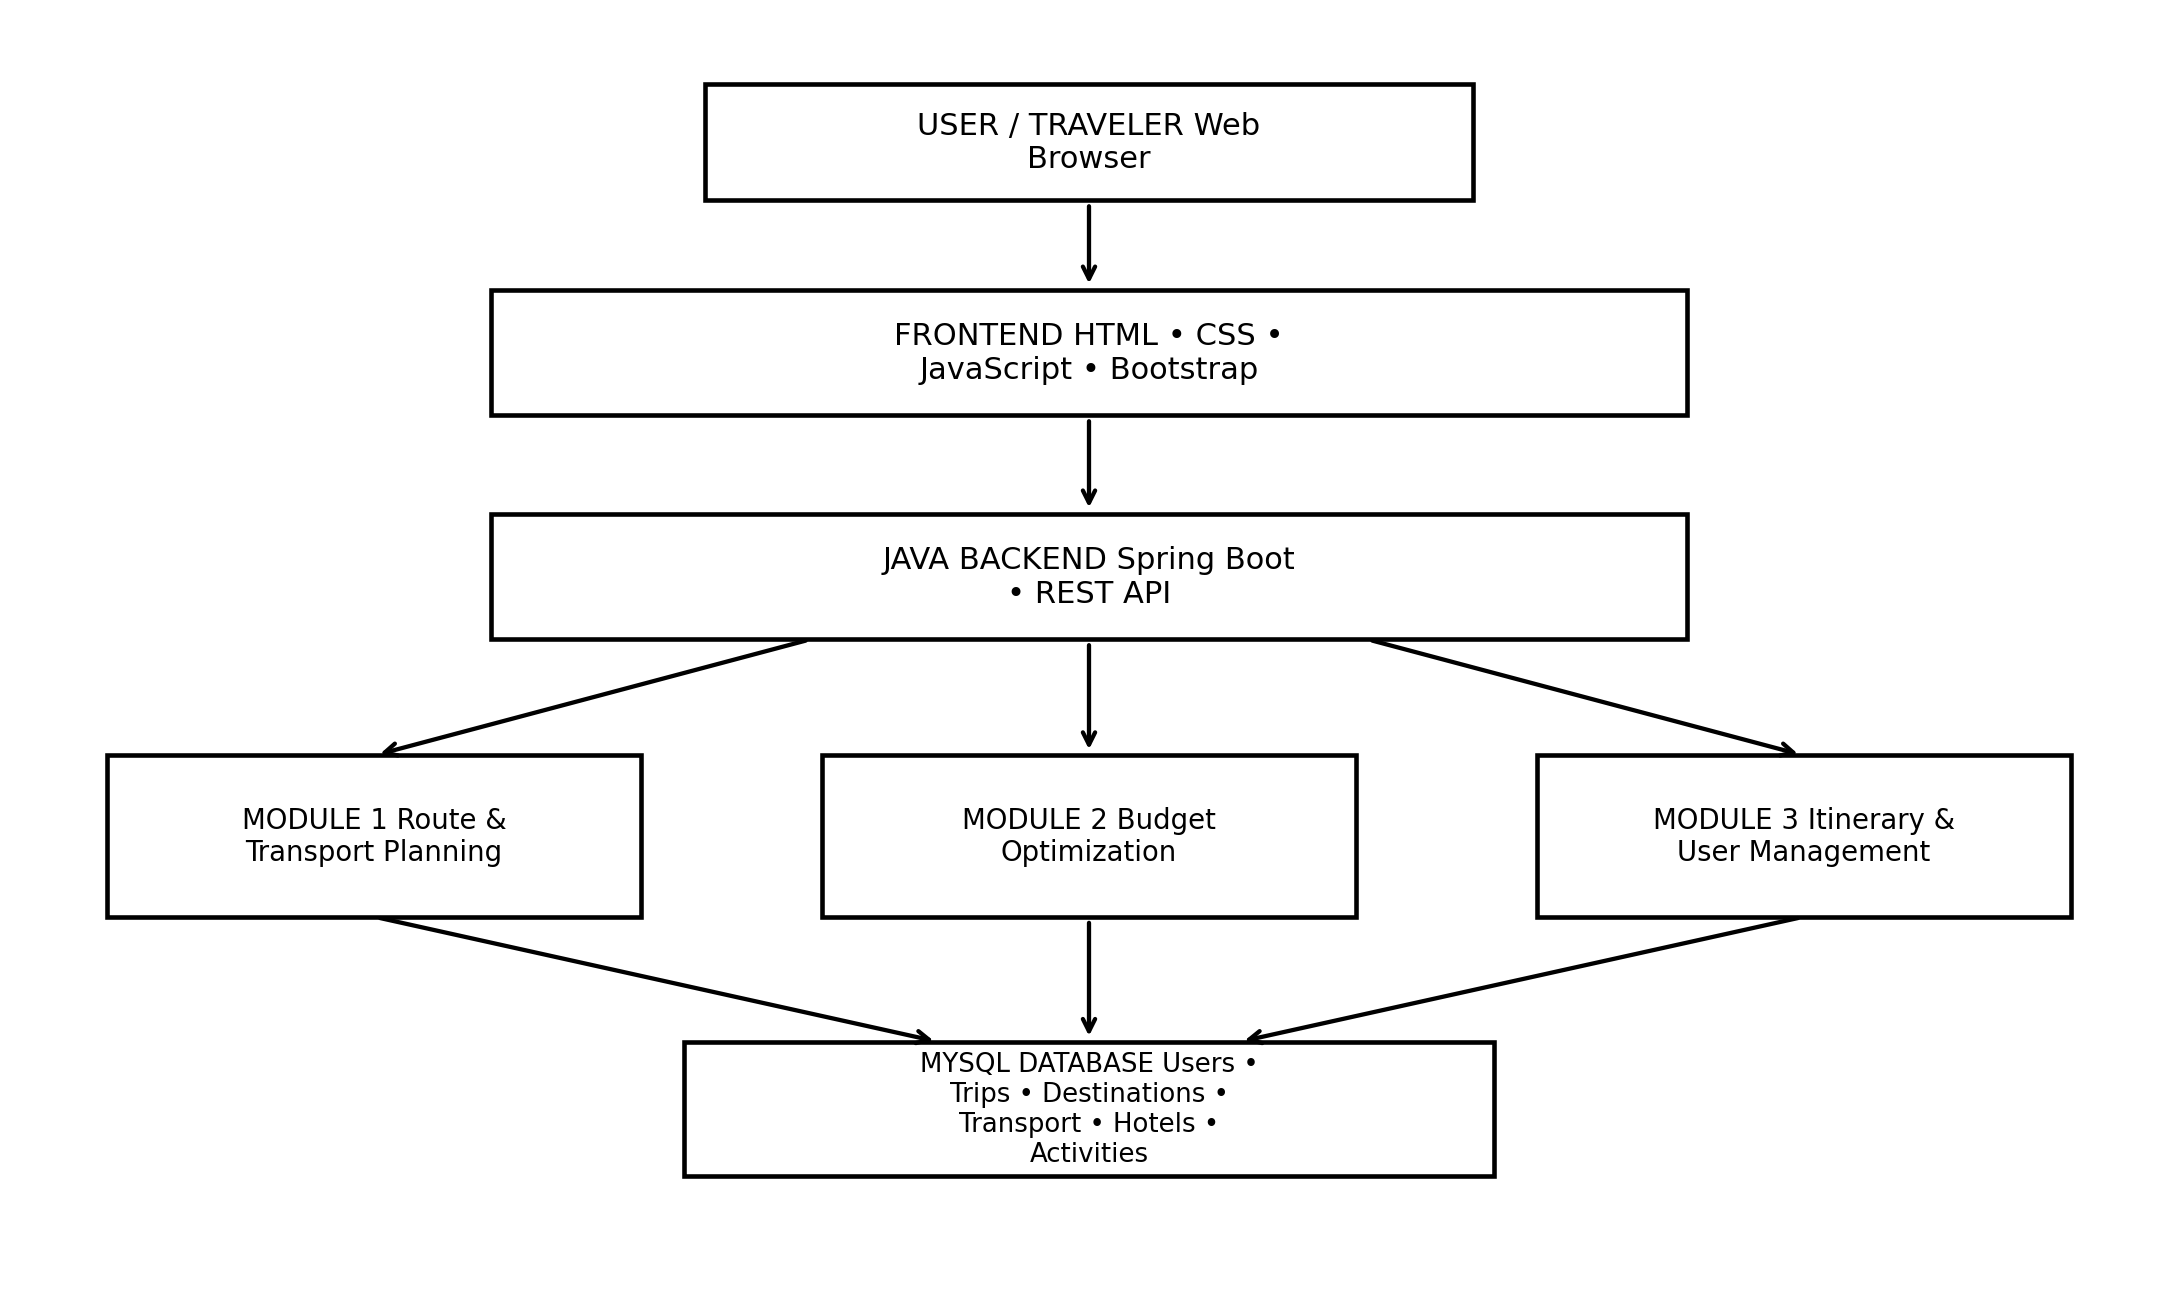 USER / TRAVELER Web
Browser
FRONTEND HTML • CSS •
JavaScript • Bootstrap
JAVA BACKEND Spring Boot
• REST API
MODULE 1 Route &
Transport Planning
MODULE 2 Budget
Optimization
MODULE 3 Itinerary &
User Management
MYSQL DATABASE Users •
Trips • Destinations •
Transport • Hotels •
Activities